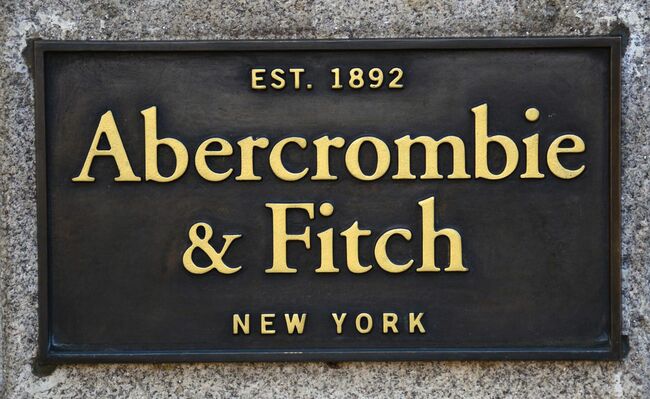 EST. 1892
Abercrombie
& Fitch
NEW YORK